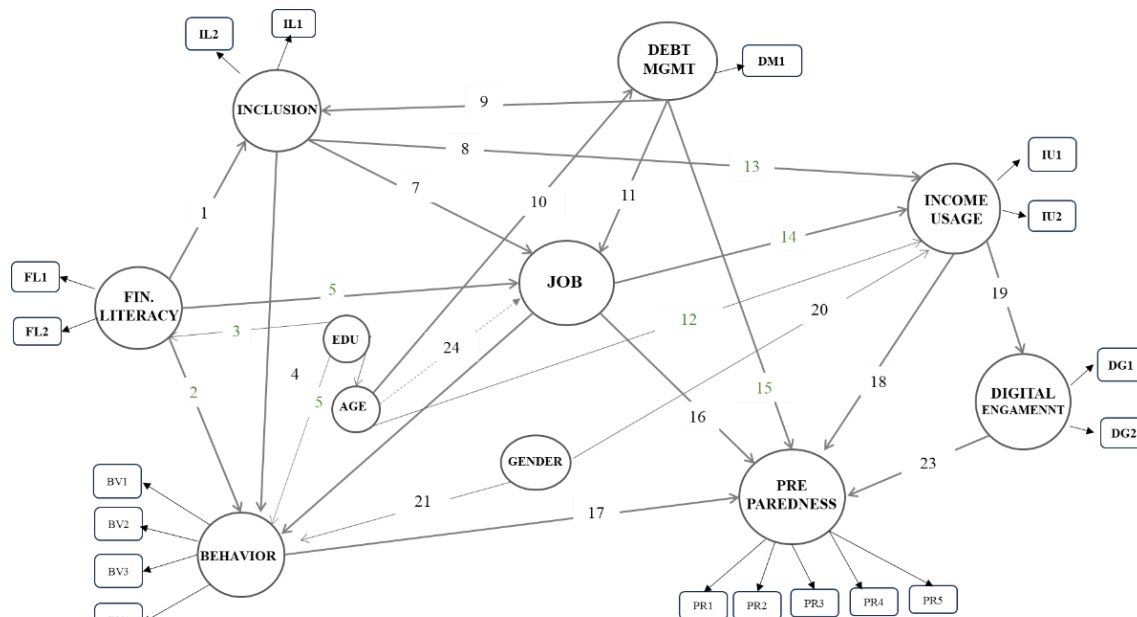 IL1
IL2
DEBT
MGMT
DM1
INCLUSION
9
8
13
IU1
INCOME
USAGE
IU2
7
10
11
1
14
FL1
FIN.
LITERACY
FL2
5
JOB
19
20
12
3
EDU
24
4
2
5
AGE
15
18
DIGITAL
ENGAMENNT
DG1
DG2
16
GENDER
23
PRE
PAREDNESS
BV1
BV2
BV3
21
17
BEHAVIOR
PR1
PR2
PR3
PR4
PR5